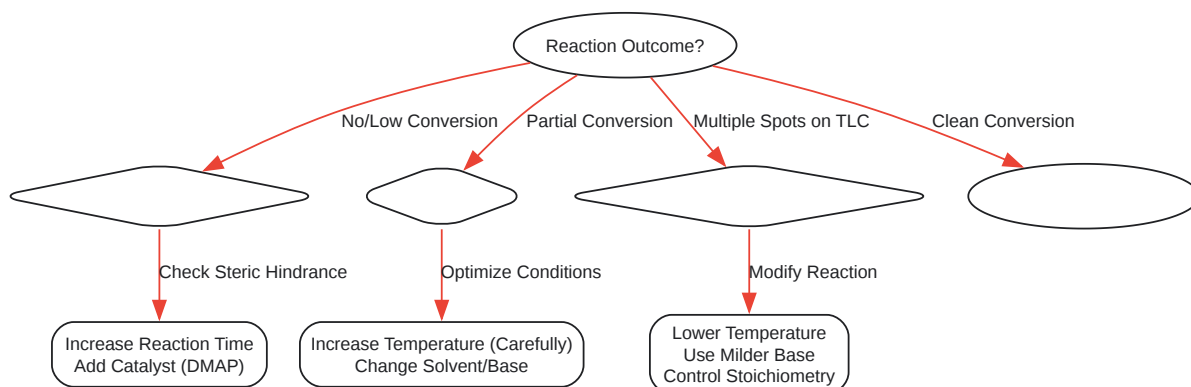 Reaction Outcome?
No/Low Conversion
Partial Conversion
Multiple Spots on TLC
Clean Conversion
Check Steric Hindrance
Optimize Conditions
Modify Reaction
Increase Reaction Time
Add Catalyst (DMAP)
Increase Temperature (Carefully)
Change Solvent/Base
Lower Temperature
Use Milder Base
Control Stoichiometry